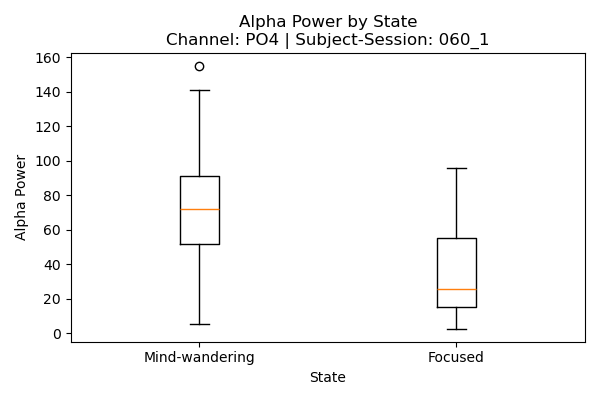 Alpha Power by State
Channel: PO4 | Subject-Session: 060_1
160
140
120
100
80
60
40
20
0
Alpha Power
Mind-wandering
Focused
State